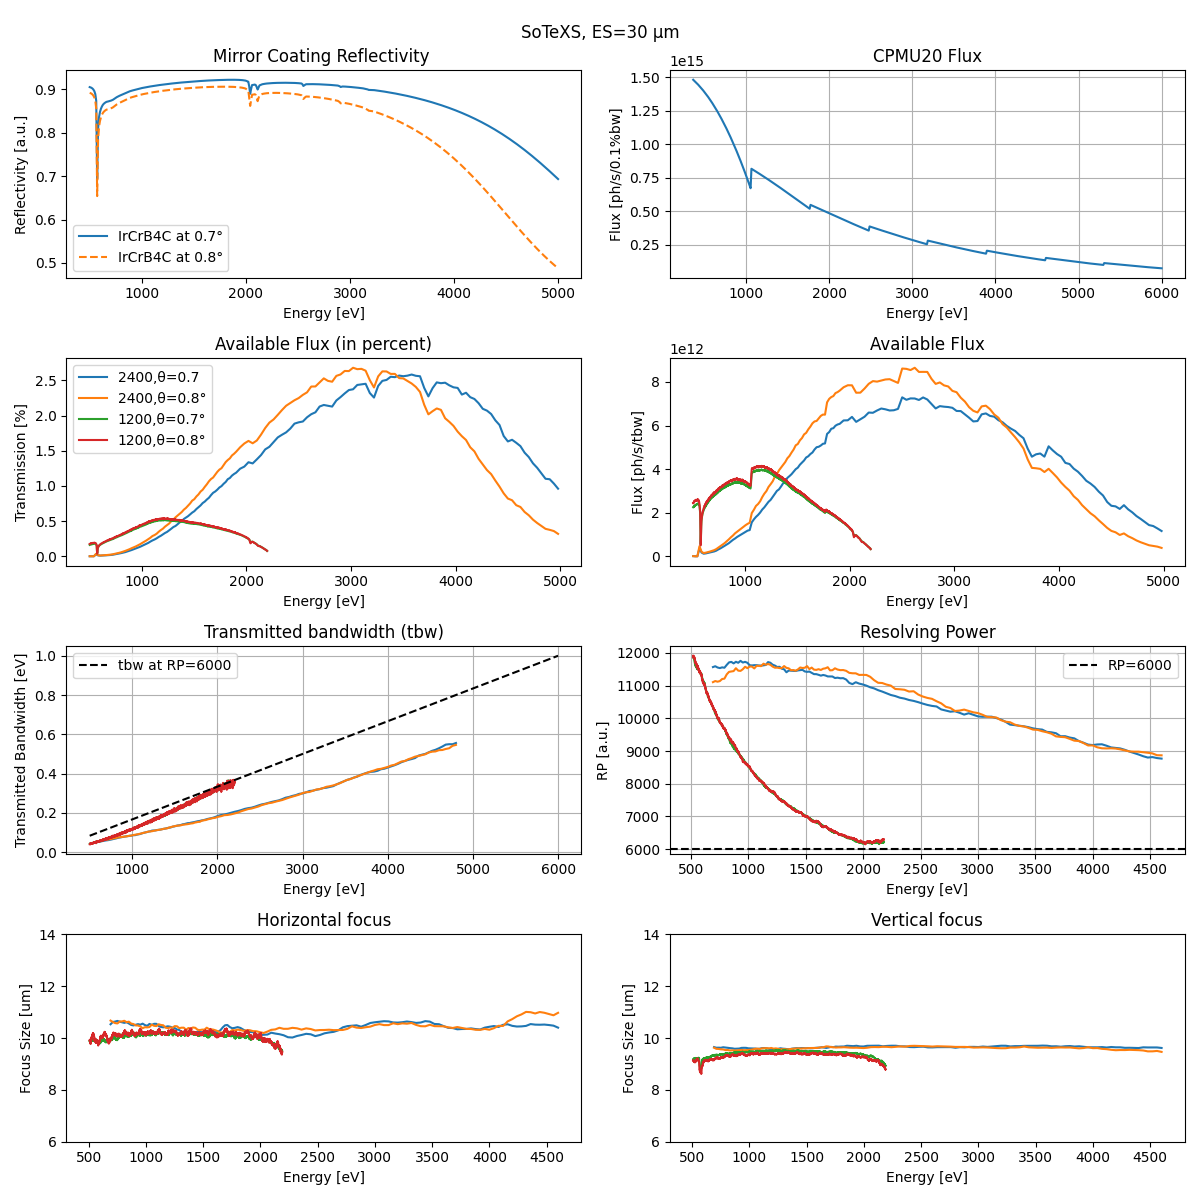 SoTeXS, ES=30 μm
Mirror Coating Reflectivity
Reflectivity [a.u.]
0.9
0.8
0.7
0.6
0.5
IrCrB4C at 0.7°
IrCrB4C at 0.8°
1000 2000 3000 4000 5000
Energy [eV]
CPMU20 Flux
1e15
Flux [ph/s/0.1%bw]
1.50
1.25
1.00
0.75
0.50
0.25
1000 2000 3000 4000 5000 6000
Energy [eV]
Available Flux (in percent)
Transmission [%]
2.5
2.0
1.5
1.0
0.5
0.0
2400,θ=0.7
2400,θ=0.8°
1200,θ=0.7°
1200,θ=0.8°
1000 2000 3000 4000 5000
Energy [eV]
Available Flux
1e12
Flux [ph/s/tbw]
8
6
4
2
0
1000 2000 3000 4000 5000
Energy [eV]
Transmitted bandwidth (tbw)
Transmitted Bandwidth [eV]
1.0
0.8
0.6
0.4
0.2
0.0
tbw at RP=6000
1000 2000 3000 4000 5000 6000
Energy [eV]
Resolving Power
RP [a.u.]
12000
11000
10000
9000
8000
7000
6000
RP=6000
500 1000 1500 2000 2500 3000 3500 4000 4500
Energy [eV]
Horizontal focus
Focus Size [um]
14
12
10
8
6
500 1000 1500 2000 2500 3000 3500 4000 4500
Energy [eV]
Vertical focus
Focus Size [um]
14
12
10
8
6
500 1000 1500 2000 2500 3000 3500 4000 4500
Energy [eV]